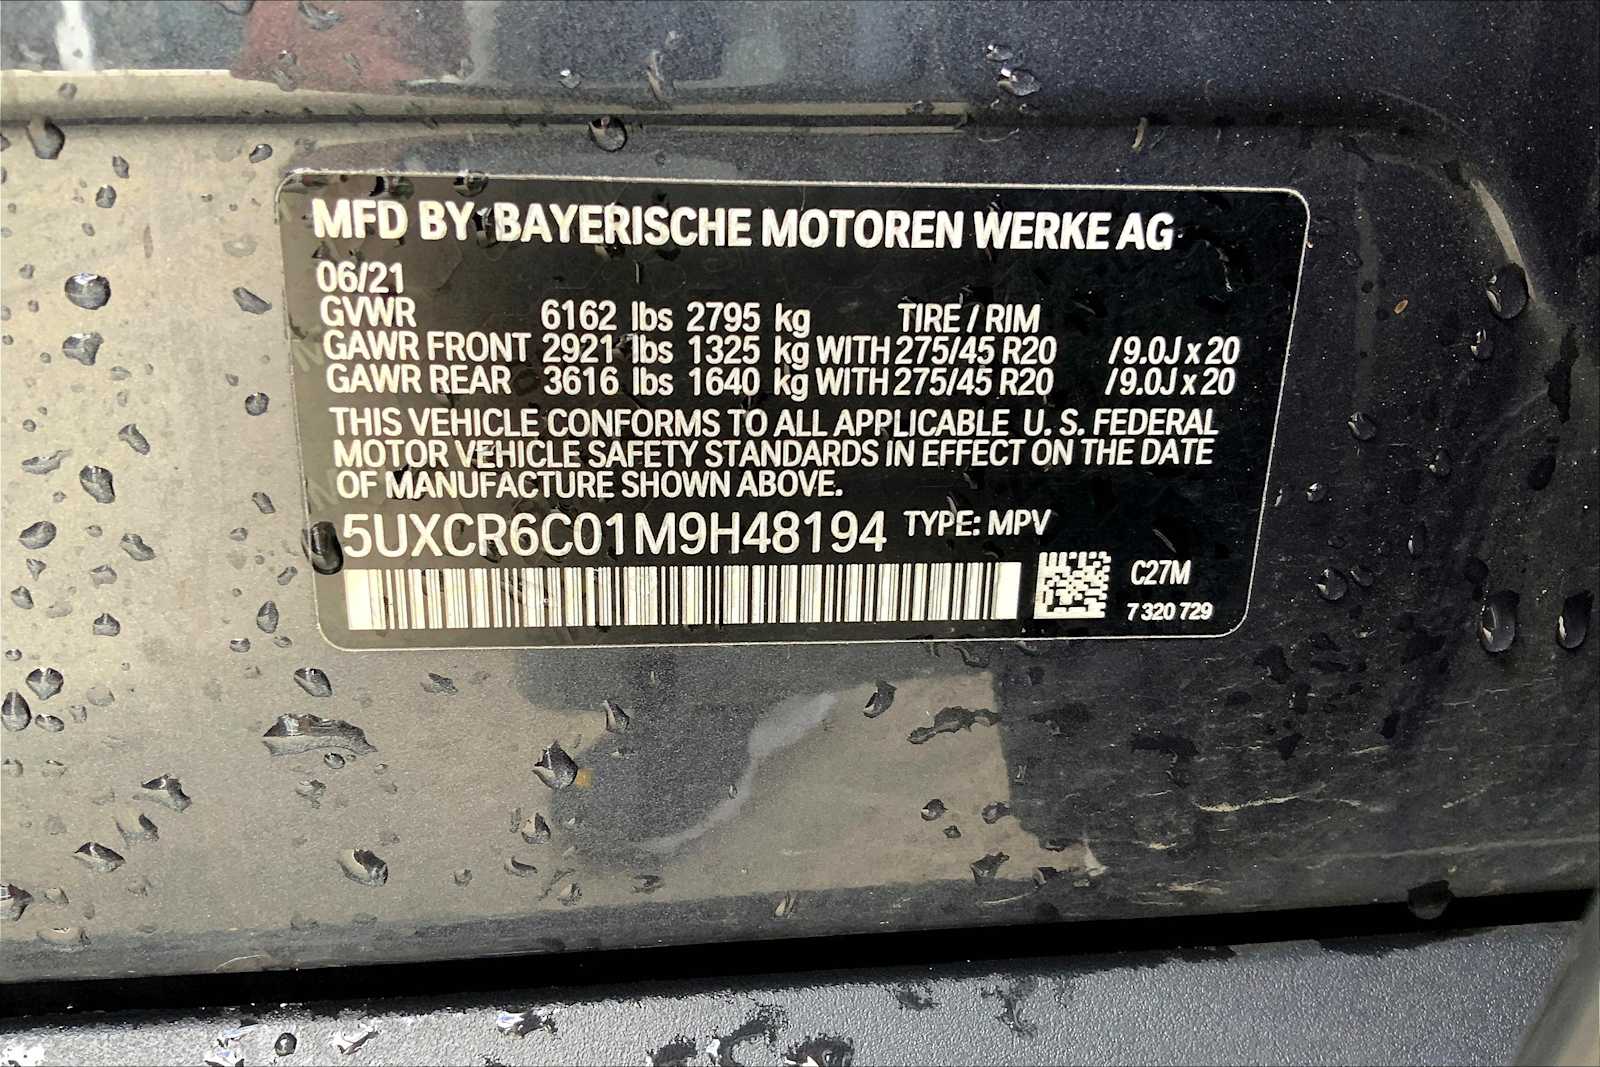 MFD BY BAYERISCHE MOTOREN WERKE AG
06/21
GVWR 6162 lbs 2795 kg TIRE / RIM
GAWR FRONT 2921 lbs 1325 kg WITH 275/45 R20 / 9.0J x 20
GAWR REAR 3616 lbs 1640 kg WITH 275/45 R20 / 9.0J x 20
THIS VEHICLE CONFORMS TO ALL APPLICABLE U. S. FEDERAL
MOTOR VEHICLE SAFETY STANDARDS IN EFFECT ON THE DATE
OF MANUFACTURE SHOWN ABOVE.
5UXCR6C01M9H48194 TYPE: MPV
C27M
7 320 729